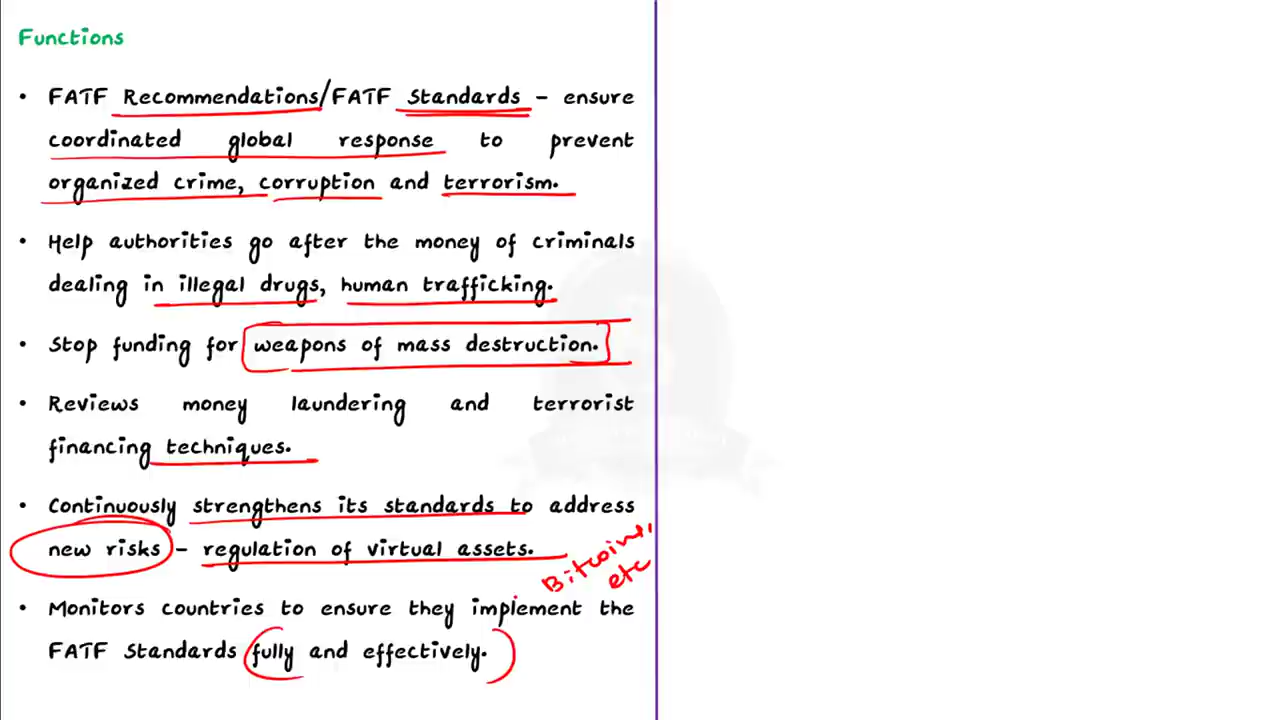 Functions
• FATF Recommendations/FATF Standards – ensure
coordinated global response to prevent
organized crime, corruption and terrorism.
• Help authorities go after the money of criminals
dealing in illegal drugs, human trafficking.
• Stop funding for weapons of mass destruction.
• Reviews money laundering and terrorist
financing techniques.
• Continuously strengthens its standards to address
new risks – regulation of virtual assets.
Bitcoins,
etc
• Monitors countries to ensure they implement the
FATF Standards fully and effectively.